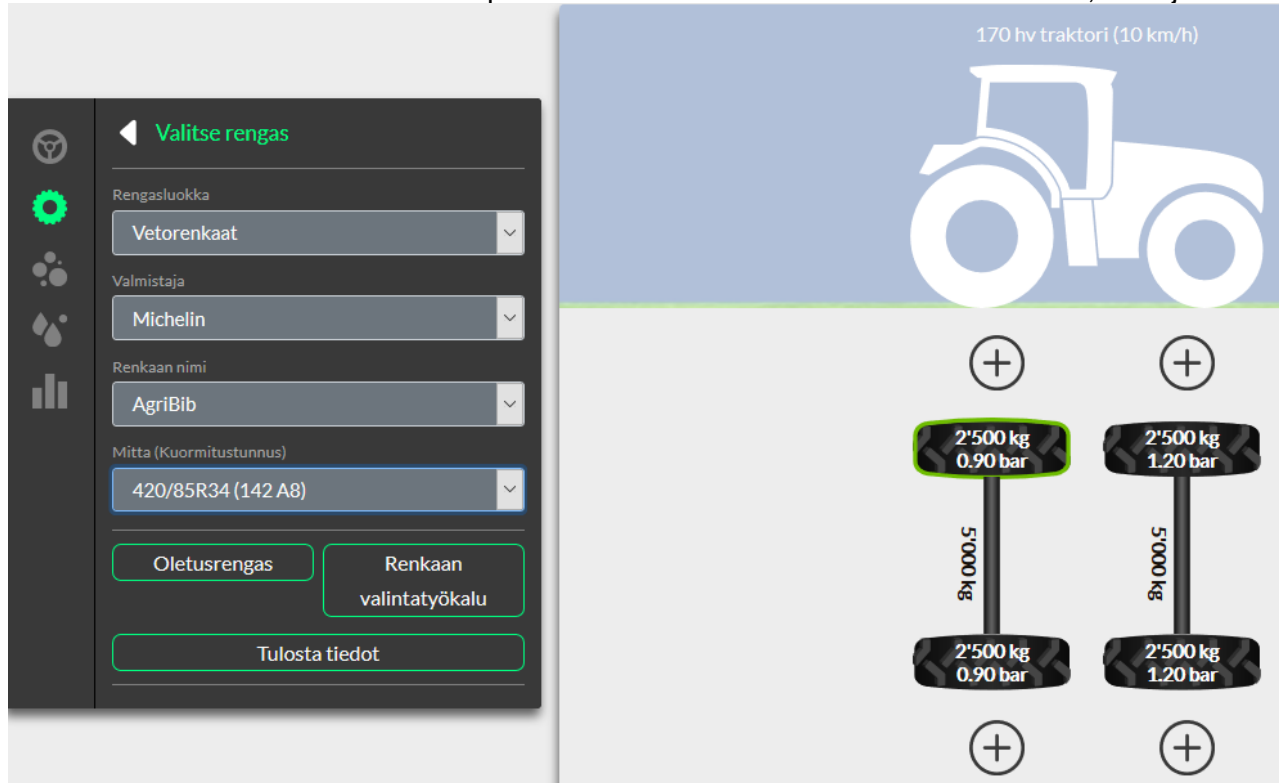 170 hv traktori (10 km/h)
Valitse rengas
Rengasluokka
Vetorenkaat
Valmistaja
Michelin
Renkaan nimi
AgriBib
Mitta (Kuormitustunnus)
420/85R34 (142 A8)
Oletusrengas
Renkaan
valintatyökalu
Tulosta tiedot
2'500 kg
0.90 bar
2'500 kg
1.20 bar
5'000 kg
5'000 kg
2'500 kg
0.90 bar
2'500 kg
1.20 bar